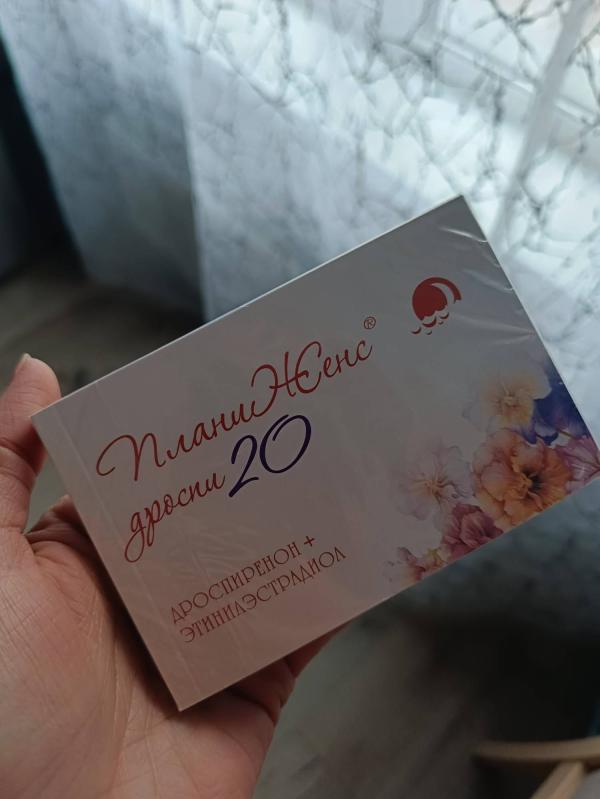 ПланиЖенс®
дроспи 20
ДРОСПИРЕНОН +
ЭТИНИЛЭСТРАДИОЛ